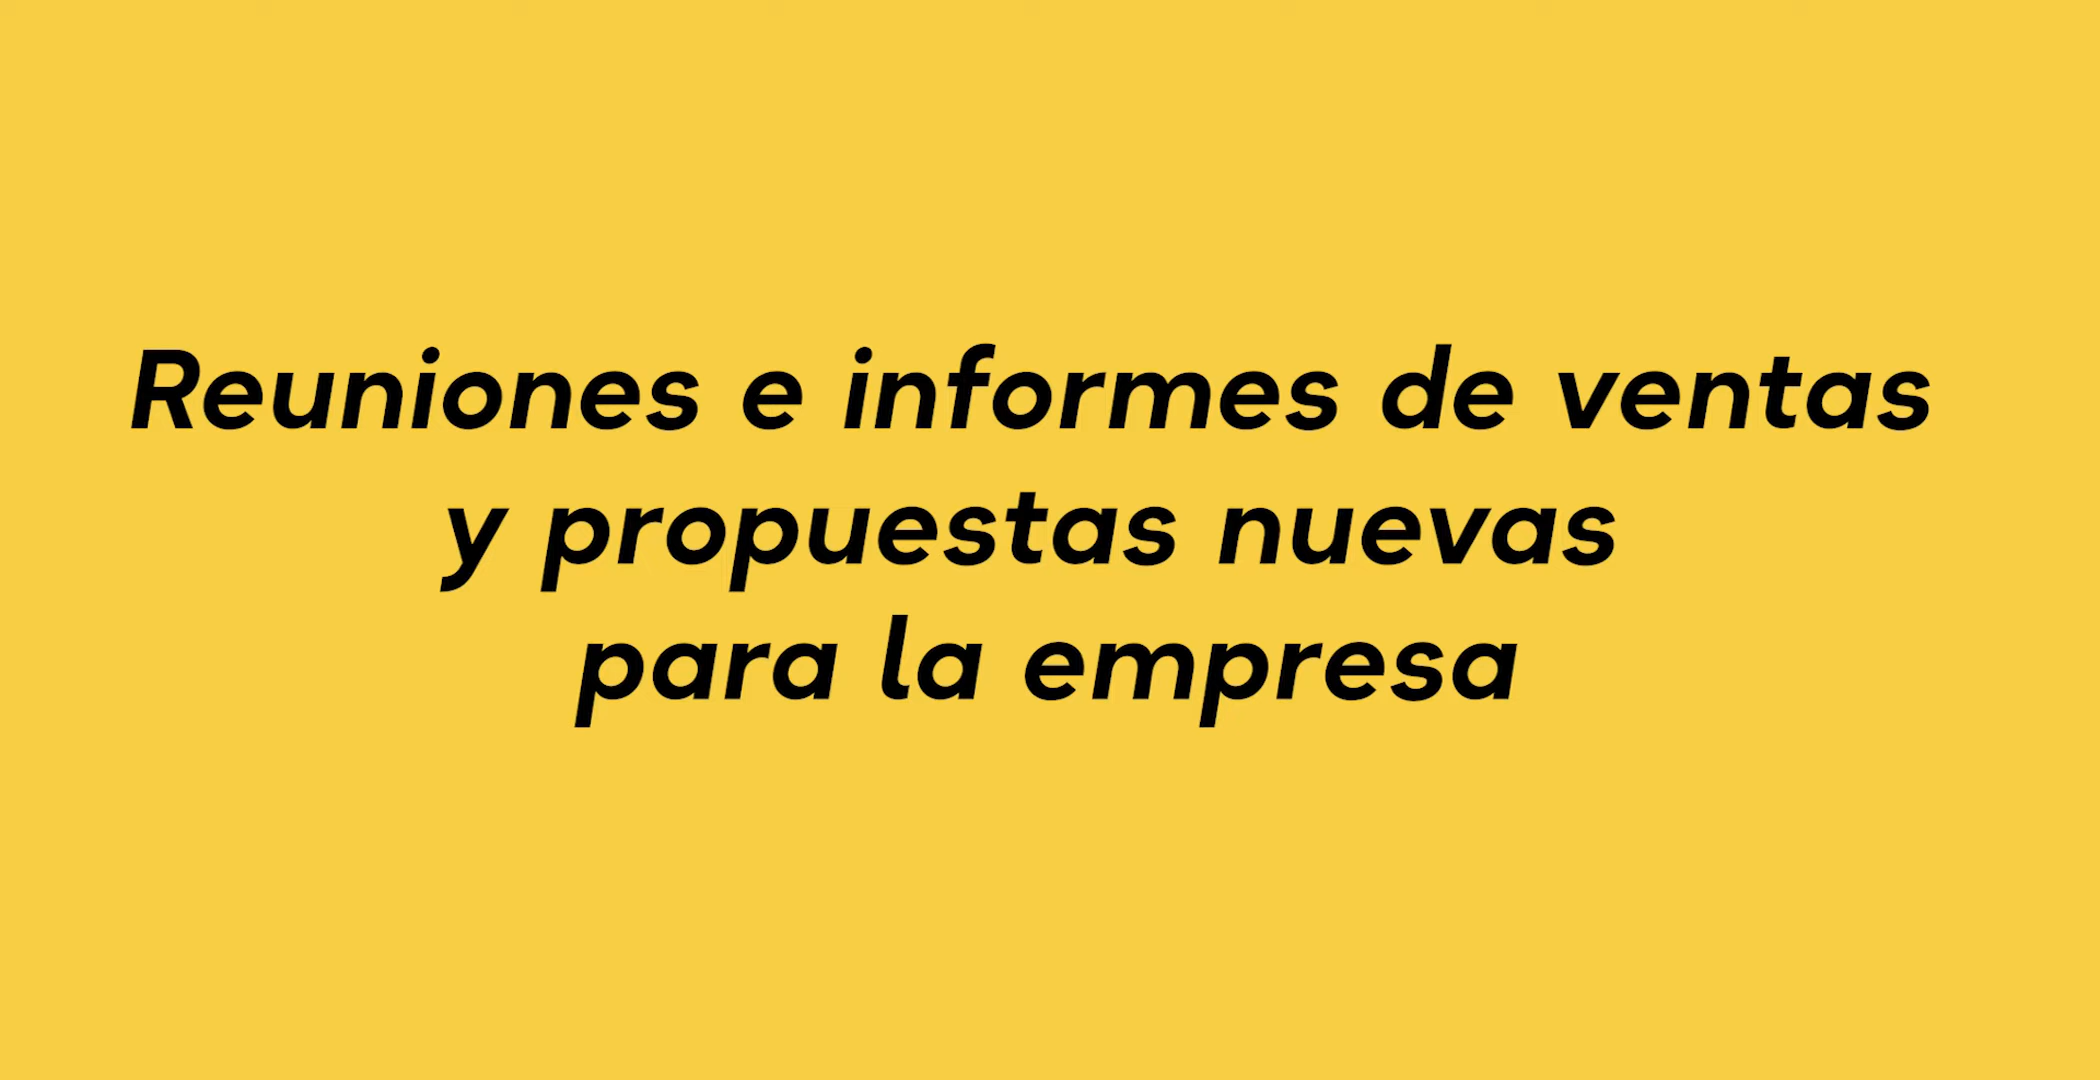 Reuniones e informes de ventas
y propuestas nuevas
para la empresa